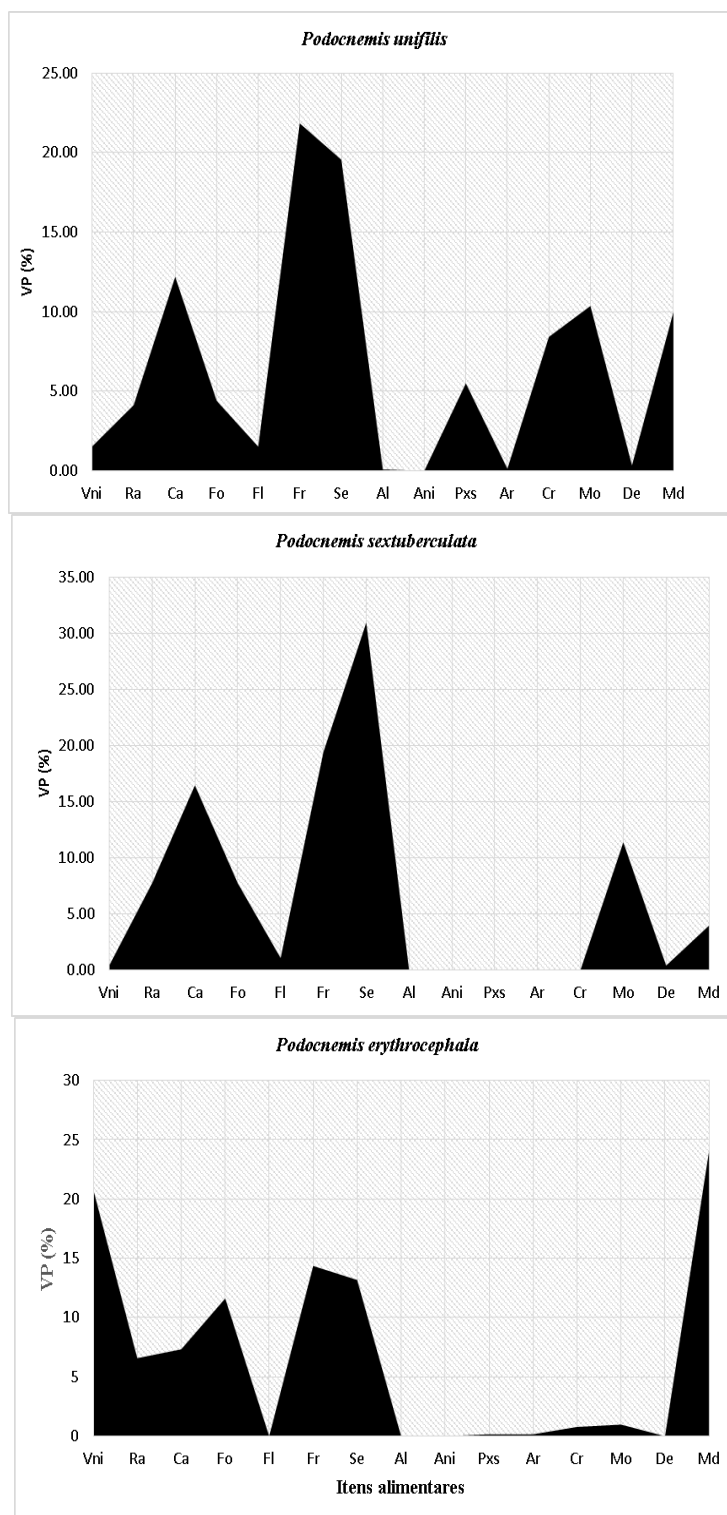 Podocnemis unifilis
25.00
20.00
15.00
10.00
5.00
0.00
VP (%)
Vni Ra Ca Fo Fl Fr Se Al Ani Pxs Ar Cr Mo De Md
Podocnemis sextuberculata
35.00
30.00
25.00
20.00
15.00
10.00
5.00
0.00
VP (%)
Vni Ra Ca Fo Fl Fr Se Al Ani Pxs Ar Cr Mo De Md
Podocnemis erythrocephala
30
25
20
15
10
5
0
VP (%)
Vni Ra Ca Fo Fl Fr Se Al Ani Pxs Ar Cr Mo De Md
Itens alimentares